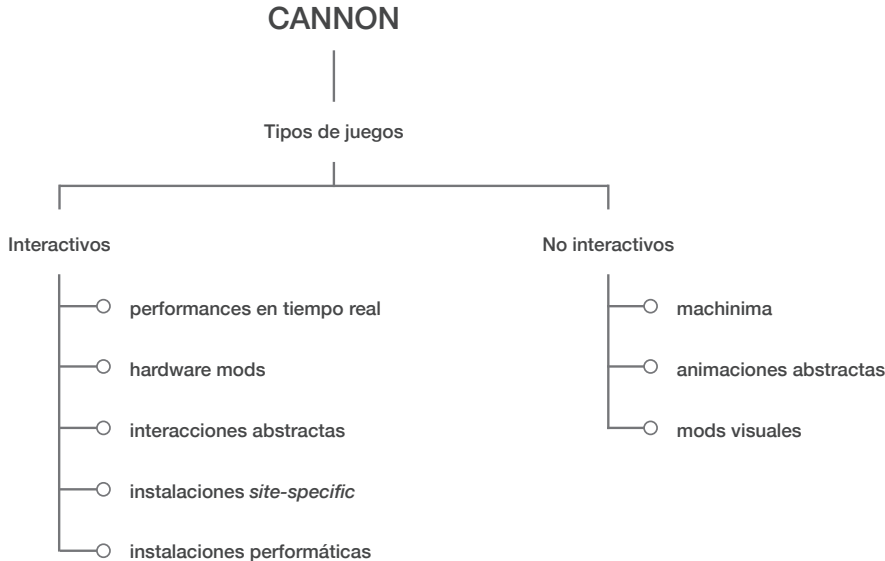 CANNON
Tipos de juegos
Interactivos
performances en tiempo real
hardware mods
interacciones abstractas
instalaciones site-specific
instalaciones performáticas
No interactivos
machinima
animaciones abstractas
mods visuales